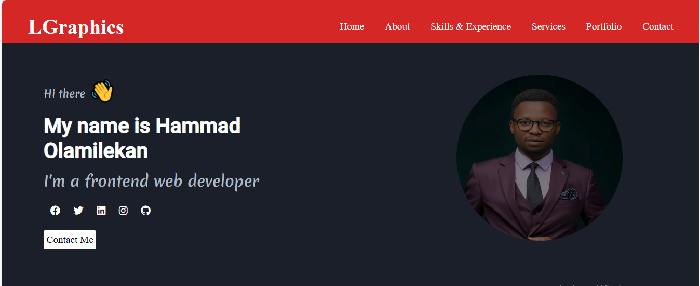 LGraphics
Home About Skills & Experience Services Portfolio Contact
Hi there
My name is Hammad
Olamilekan
I'm a frontend web developer
Contact Me